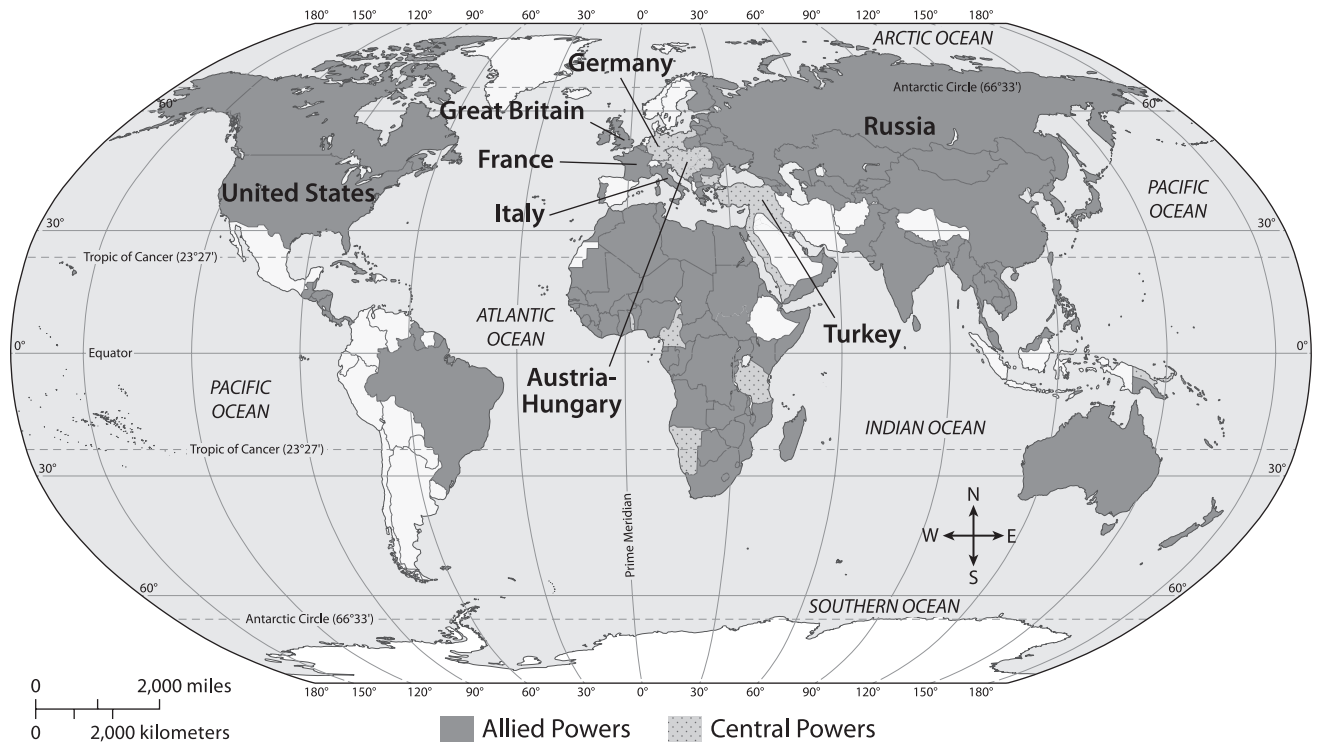 180° 150° 120° 90° 60° 30° 0° 30° 60° 90° 120° 150° 180°
ARCTIC OCEAN
Germany
Antarctic Circle (66°33’)
60°
60°
Great Britain
Russia
France
United States
PACIFIC
OCEAN
Italy
30°
30°
Tropic of Cancer (23°27’)
ATLANTIC
OCEAN
Turkey
0°
Equator
0°
Austria-
Hungary
PACIFIC
OCEAN
INDIAN OCEAN
Tropic of Cancer (23°27’)
30°
30°
Prime Meridian
N
W E
S
60°
60°
SOUTHERN OCEAN
Antarctic Circle (66°33’)
180° 150° 120° 90° 60° 30° 0° 30° 60° 90° 120° 150° 180°
0 2,000 miles
0 2,000 kilometers
Allied Powers Central Powers